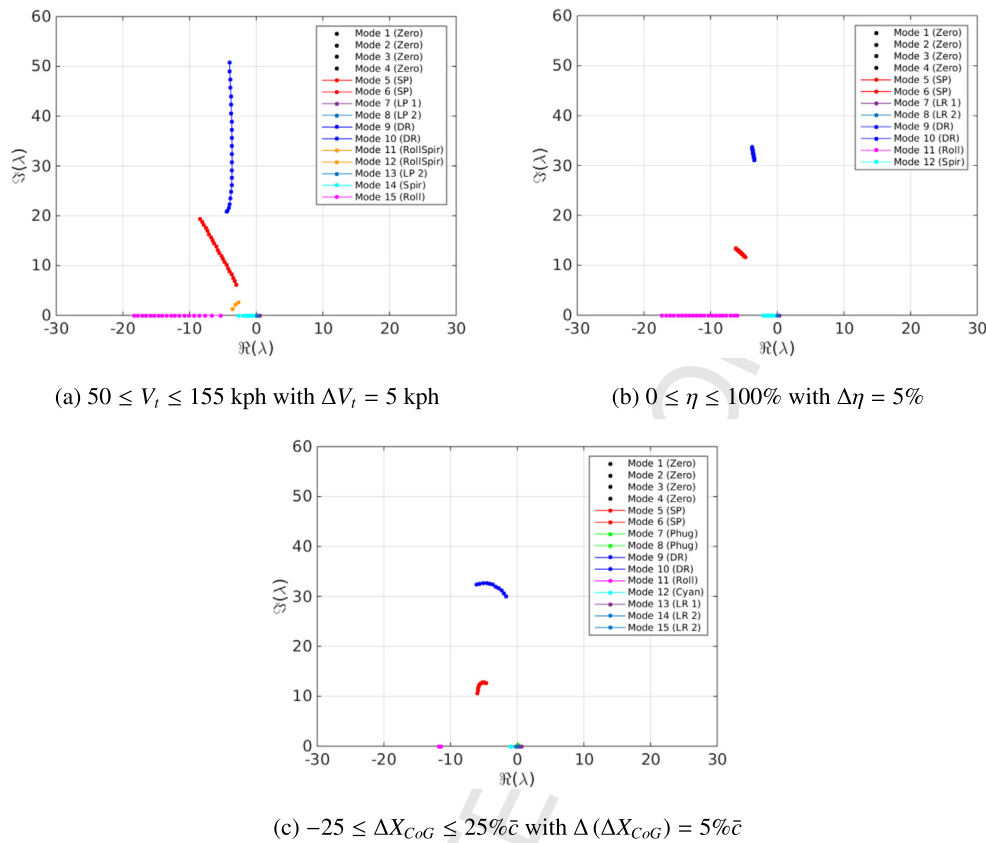 60
50
40
30
20
10
0
ℑ(λ)
-30 -20 -10 0 10 20 30
ℜ(λ)
Mode 1 (Zero)
Mode 2 (Zero)
Mode 3 (Zero)
Mode 4 (Zero)
Mode 5 (SP)
Mode 6 (SP)
Mode 7 (LP 1)
Mode 8 (LP 2)
Mode 9 (DR)
Mode 10 (DR)
Mode 11 (RollSpir)
Mode 12 (RollSpir)
Mode 13 (LP 2)
Mode 14 (Spir)
Mode 15 (Roll)
(a) 50 ≤ Vₜ ≤ 155 kph with ΔVₜ = 5 kph
60
50
40
30
20
10
0
ℑ(λ)
-30 -20 -10 0 10 20 30
ℜ(λ)
Mode 1 (Zero)
Mode 2 (Zero)
Mode 3 (Zero)
Mode 4 (Zero)
Mode 5 (SP)
Mode 6 (SP)
Mode 7 (LR 1)
Mode 8 (LR 2)
Mode 9 (DR)
Mode 10 (DR)
Mode 11 (Roll)
Mode 12 (Spir)
(b) 0 ≤ η ≤ 100% with Δη = 5%
60
50
40
30
20
10
0
ℑ(λ)
-30 -20 -10 0 10 20 30
ℜ(λ)
Mode 1 (Zero)
Mode 2 (Zero)
Mode 3 (Zero)
Mode 4 (Zero)
Mode 5 (SP)
Mode 6 (SP)
Mode 7 (Phug)
Mode 8 (Phug)
Mode 9 (DR)
Mode 10 (DR)
Mode 11 (Roll)
Mode 12 (Cyan)
Mode 13 (LR 1)
Mode 14 (LR 2)
Mode 15 (LR 2)
(c) −25 ≤ ΔX_CoG ≤ 25%c̄ with Δ (ΔX_CoG) = 5%c̄